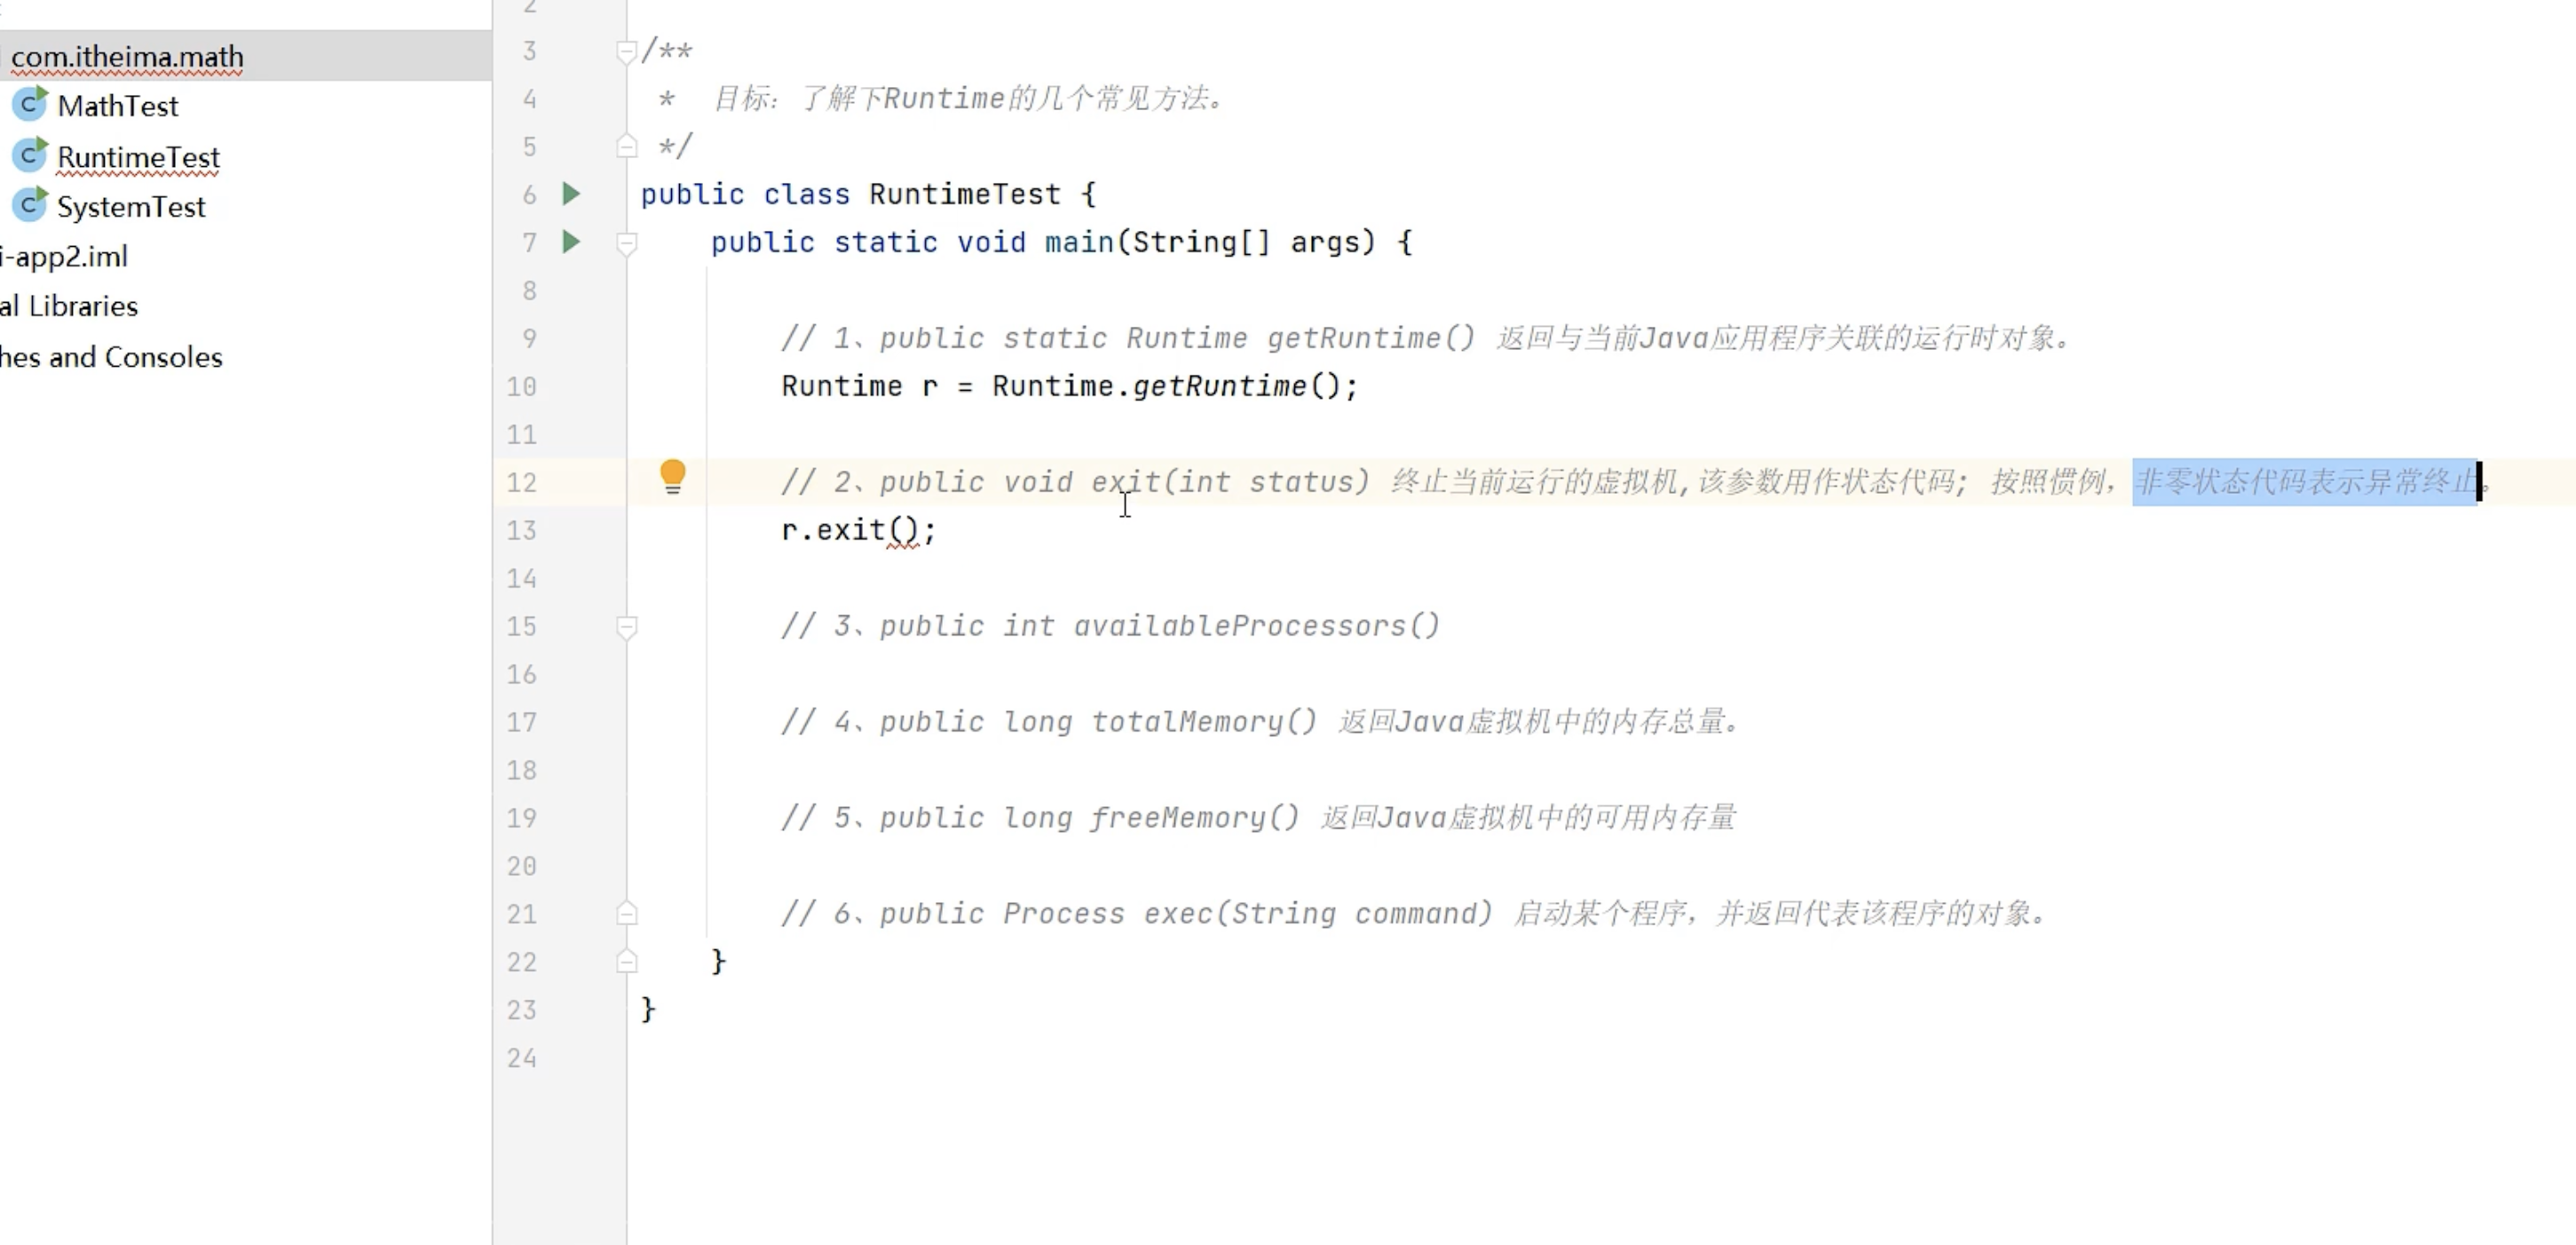 com.itheima.math
MathTest
RuntimeTest
SystemTest
i-app2.iml
al Libraries
hes and Consoles
2
3 /**
4 * 目标：了解下Runtime的几个常见方法。
5 */
6 public class RuntimeTest {
7 public static void main(String[] args) {
8
9 // 1、public static Runtime getRuntime() 返回与当前Java应用程序关联的运行时对象。
10 Runtime r = Runtime.getRuntime();
11
12 // 2、public void exit(int status) 终止当前运行的虚拟机,该参数用作状态代码; 按照惯例，非零状态代码表示异常终止。
13 r.exit();
14
15 // 3、public int availableProcessors()
16
17 // 4、public long totalMemory() 返回Java虚拟机中的内存总量。
18
19 // 5、public long freeMemory() 返回Java虚拟机中的可用内存量
20
21 // 6、public Process exec(String command) 启动某个程序，并返回代表该程序的对象。
22 }
23 }
24